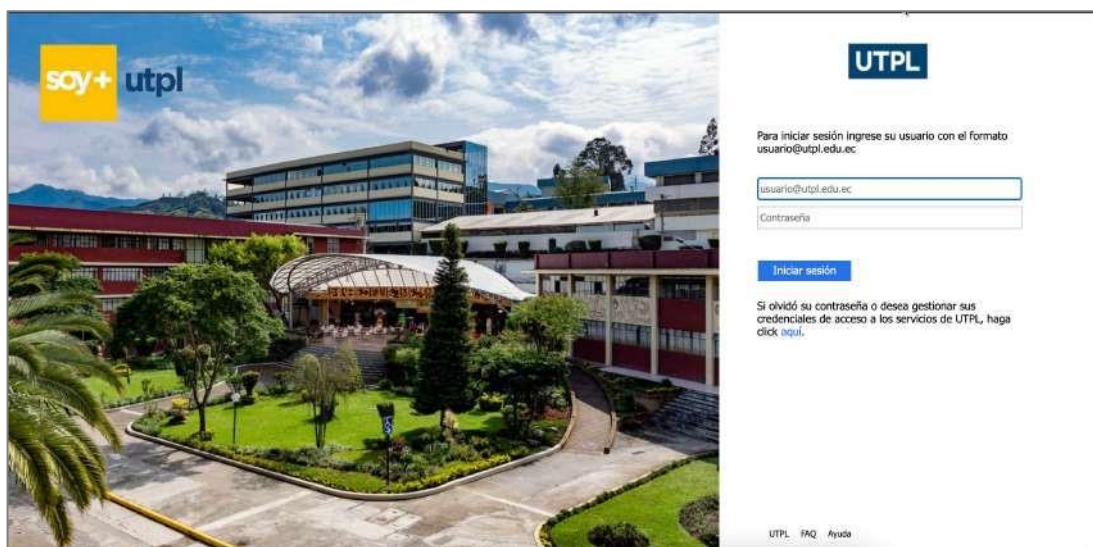 soy+ utpl
UTPL
Para iniciar sesión ingrese su usuario con el formato
usuario@utpl.edu.ec
usuario@utpl.edu.ec
Contraseña
Iniciar sesión
Si olvidó su contraseña o desea gestionar sus
credenciales de acceso a los servicios de UTPL, haga
click aquí.
UTPL FAQ Ayuda